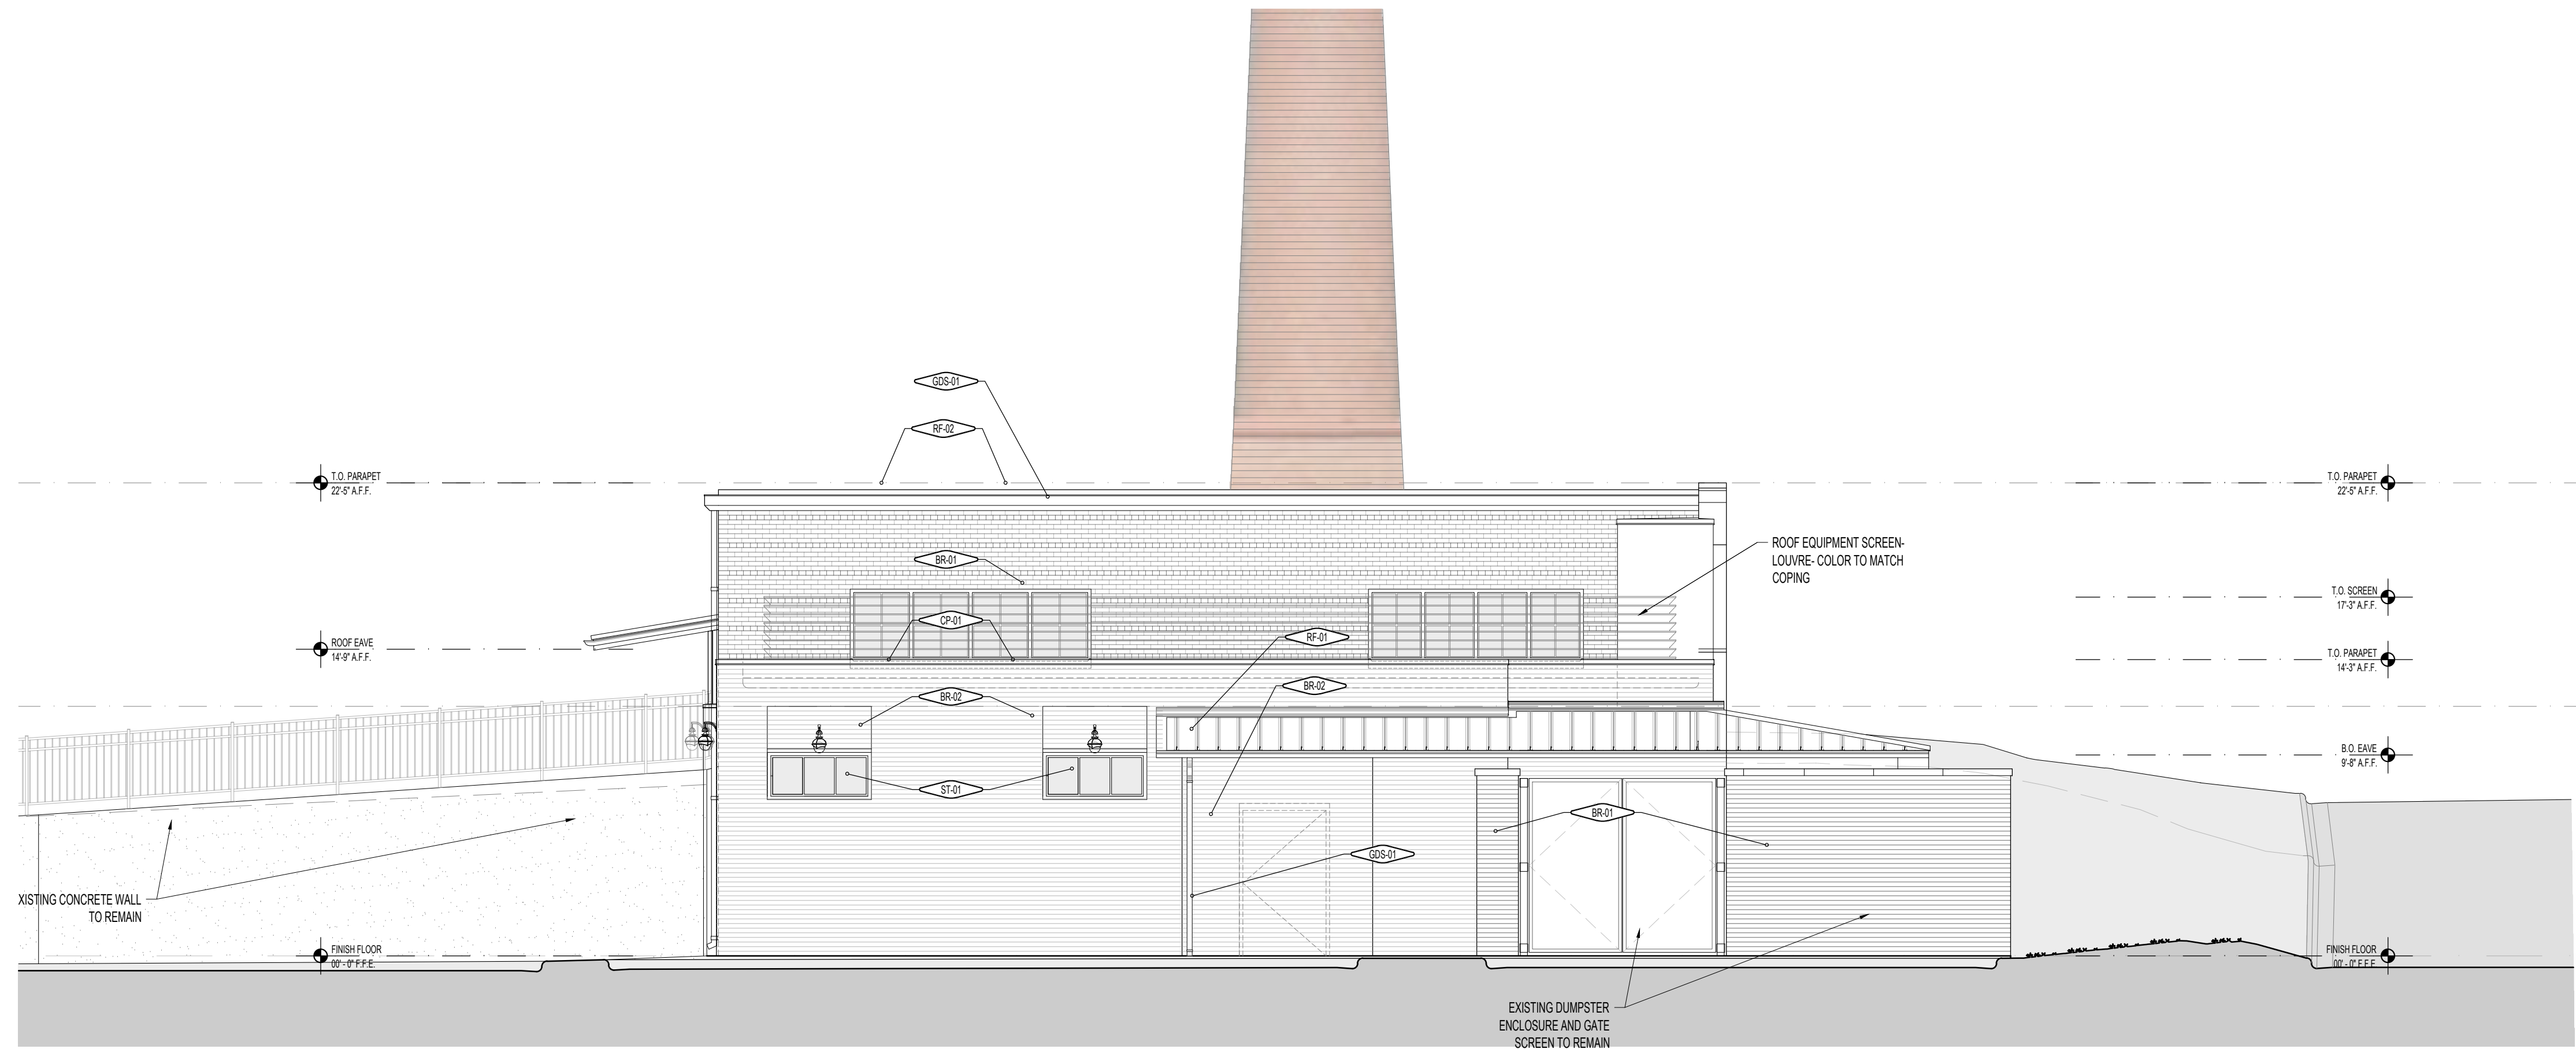 GDS-01
RF-02
T.O. PARAPET
22'-5" A.F.F.
T.O. PARAPET
22'-5" A.F.F.
ROOF EQUIPMENT SCREEN-
LOUVRE- COLOR TO MATCH
COPING
BR-01
T.O. SCREEN
17'-3" A.F.F.
CP-01
RF-01
ROOF EAVE
14'-9" A.F.F.
T.O. PARAPET
14'-3" A.F.F.
BR-02
BR-02
B.O. EAVE
9'-8" A.F.F.
ST-01
BR-01
GDS-01
XISTING CONCRETE WALL
TO REMAIN
FINISH FLOOR
00' - 0" F.F.E.
FINISH FLOOR
00' - 0" F.F.E.
EXISTING DUMPSTER
ENCLOSURE AND GATE
SCREEN TO REMAIN